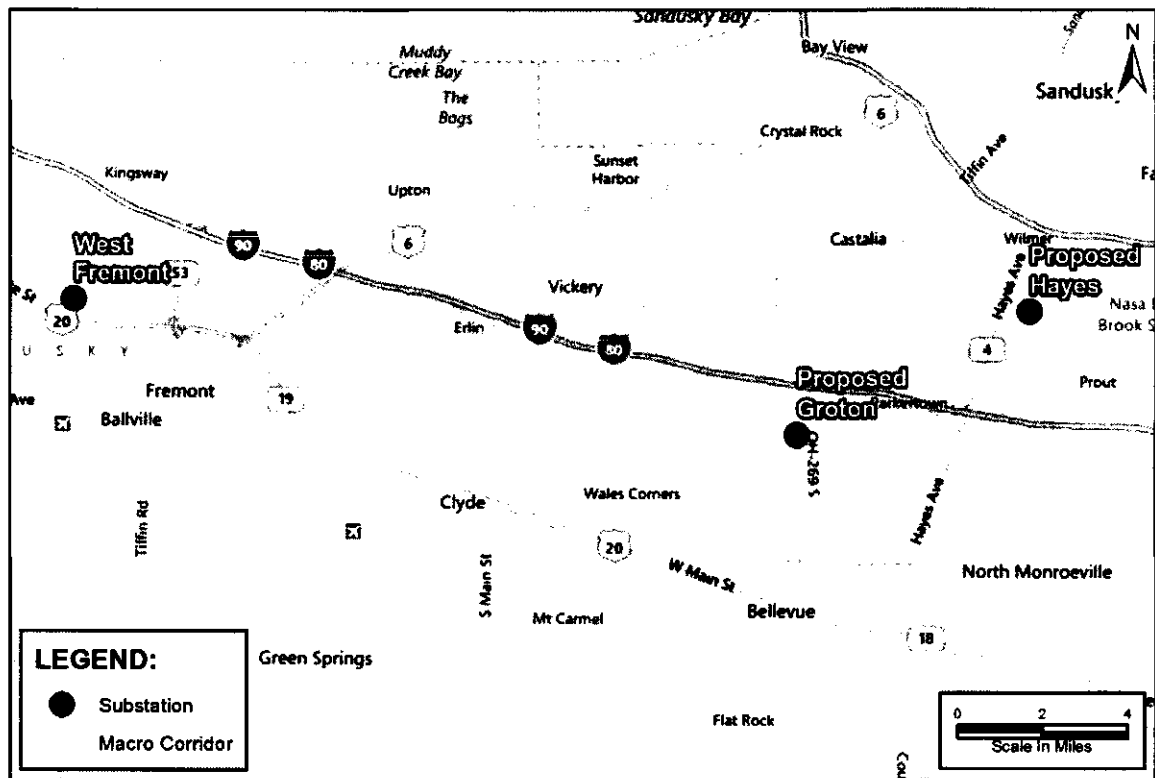 Sandusky Bay
Bay View
N
Muddy
Creek Bay
Sandusk
The
Bogs
6
Crystal Rock
Tiffin Ave
Sunset
Harbor
Kingsway
Upton
6
Castalia
Wilmer
90
80
West
Fremont
53
Proposed
Hayes
Hayes Ave
Vickery
20
Erlin
90
80
4
U S K Y
Prout
Fremont
19
Proposed
Groton
Ave
Ballville
OH-269 S
Clyde
Wales Corners
Hayes Ave
Tiffin Rd
20
S Main St
W Main St
North Monroeville
Mt Carmel
Bellevue
18
LEGEND:
Substation
Macro Corridor
Green Springs
Flat Rock
0 2 4
Scale In Miles